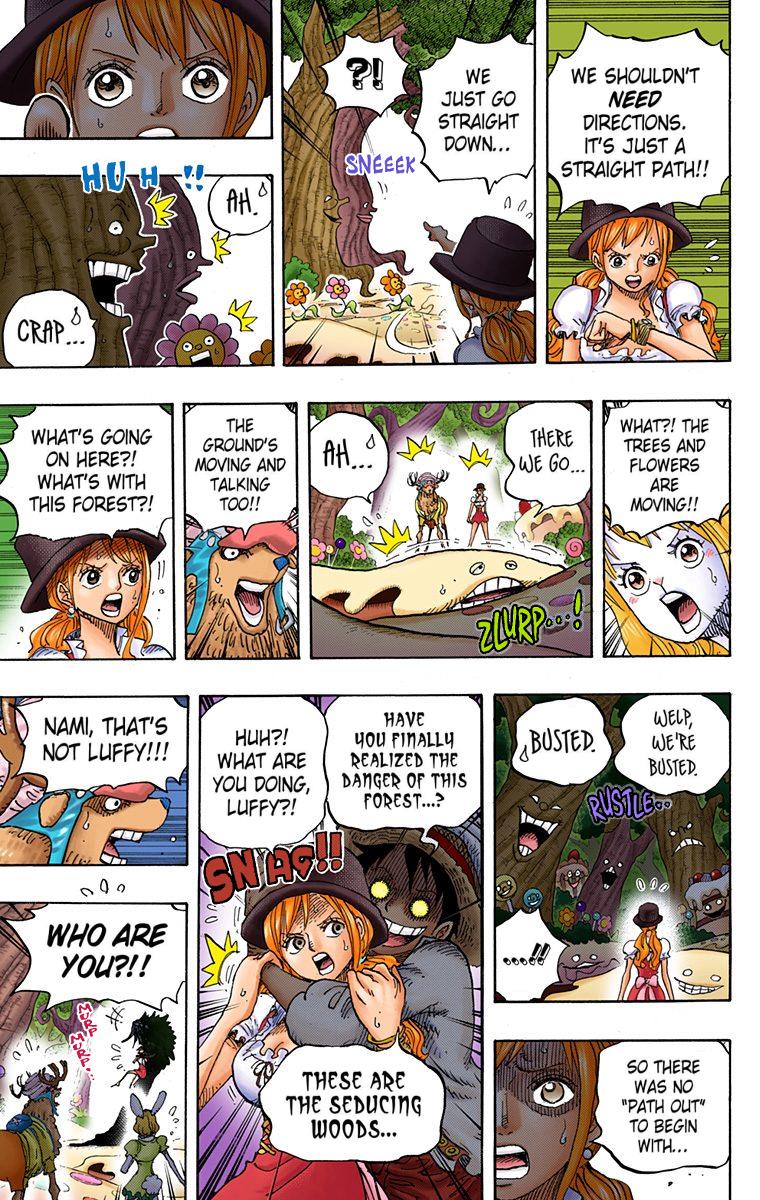 WE SHOULDN'T
NEED
DIRECTIONS.
IT'S JUST A
STRAIGHT PATH!!
WE
JUST GO
STRAIGHT
DOWN...
?!
SNEEEK
HUH!!
AH.
CRAP...
WHAT?! THE
TREES AND
FLOWERS
ARE
MOVING!!
THERE
WE GO...
AH...
ZLURP...!
THE
GROUND'S
MOVING AND
TALKING
TOO!!
WHAT'S GOING
ON HERE?!
WHAT'S WITH
THIS FOREST?!
WELP,
WE'RE
BUSTED.
BUSTED.
RUSTLE..
....!!
SO THERE
WAS NO
"PATH OUT"
TO BEGIN
WITH...
HAVE
YOU FINALLY
REALIZED THE
DANGER OF THIS
FOREST...?
HUH?!
WHAT ARE
YOU DOING,
LUFFY?!
SNAG!!
THESE ARE
THE SEDUCING
WOODS...
NAMI, THAT'S
NOT LUFFY!!!
WHO ARE
YOU?!!
MURP
MURP..